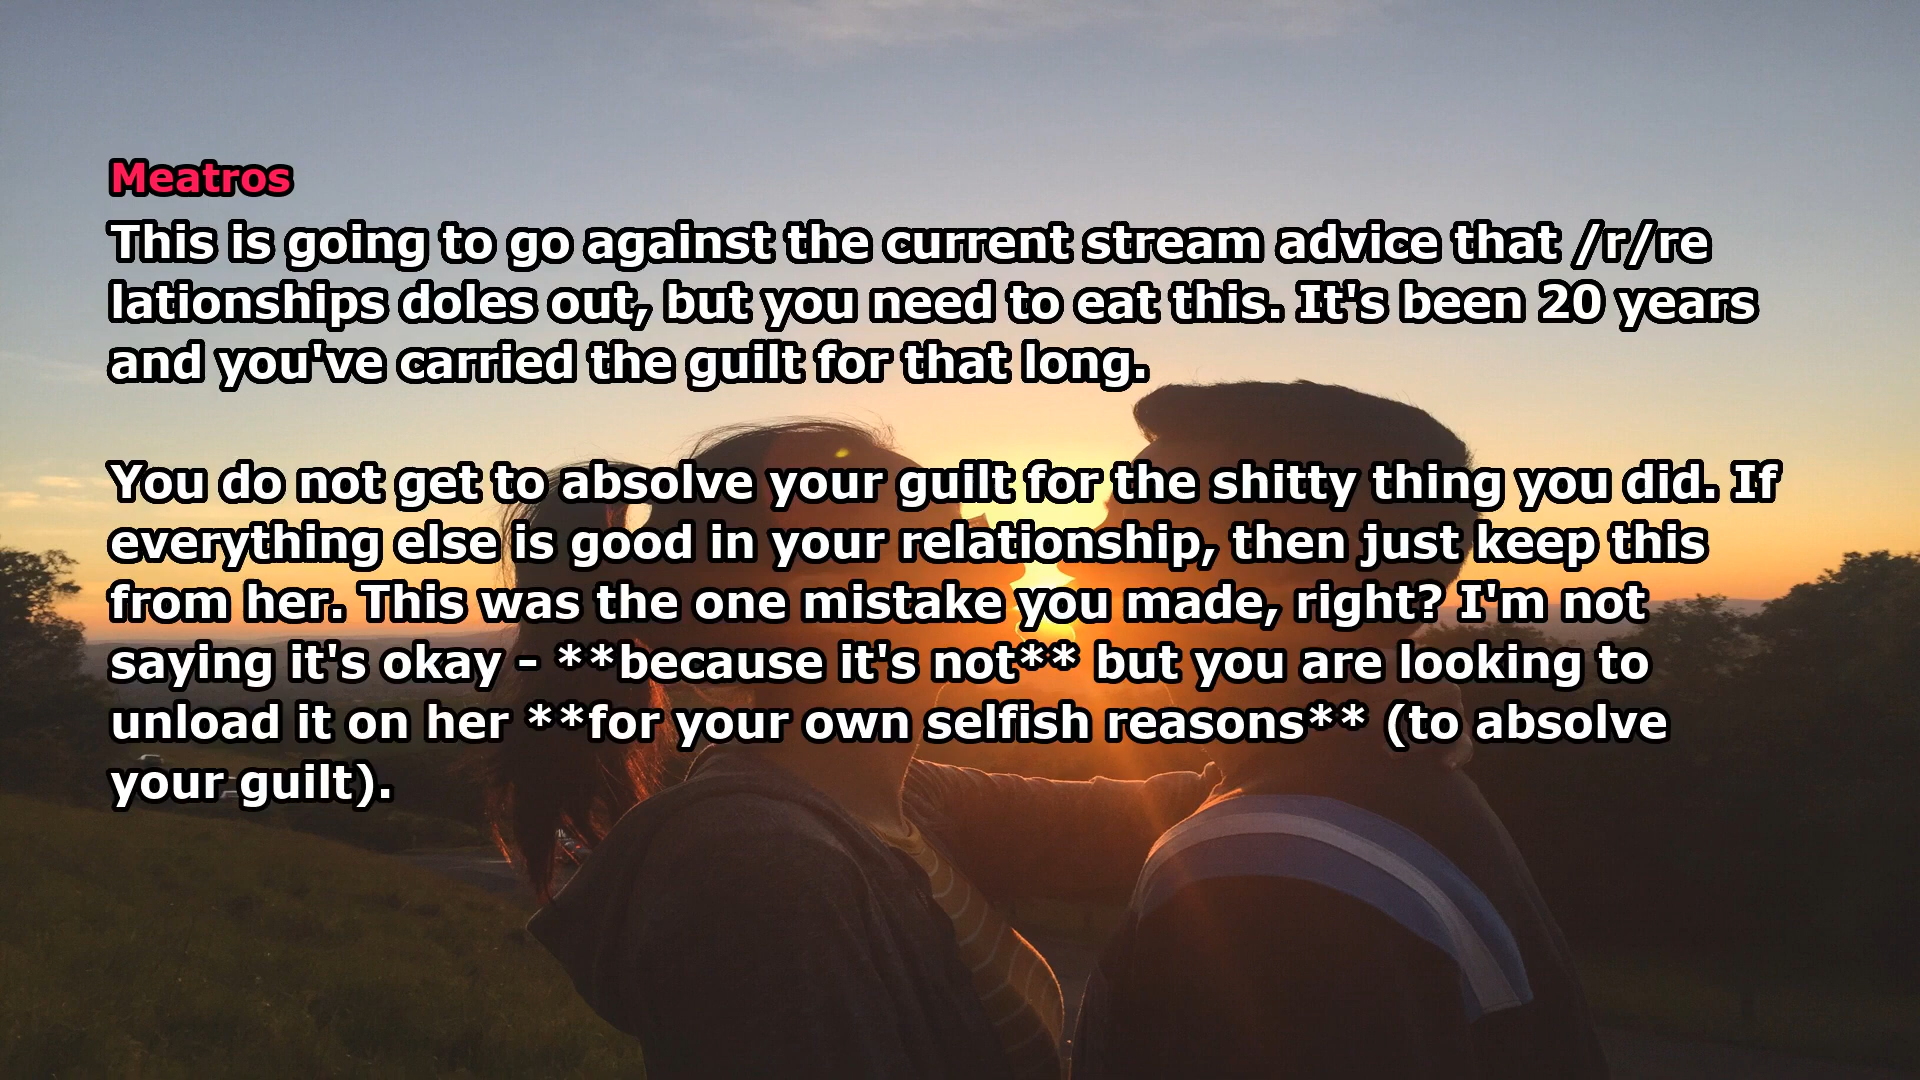 Meatros
This is going to go against the current stream advice that /r/re
lationships doles out, but you need to eat this. It's been 20 years
and you've carried the guilt for that long.
You do not get to absolve your guilt for the shitty thing you did. If
everything else is good in your relationship, then just keep this
from her. This was the one mistake you made, right? I'm not
saying it's okay - **because it's not** but you are looking to
unload it on her **for your own selfish reasons** (to absolve
your guilt).